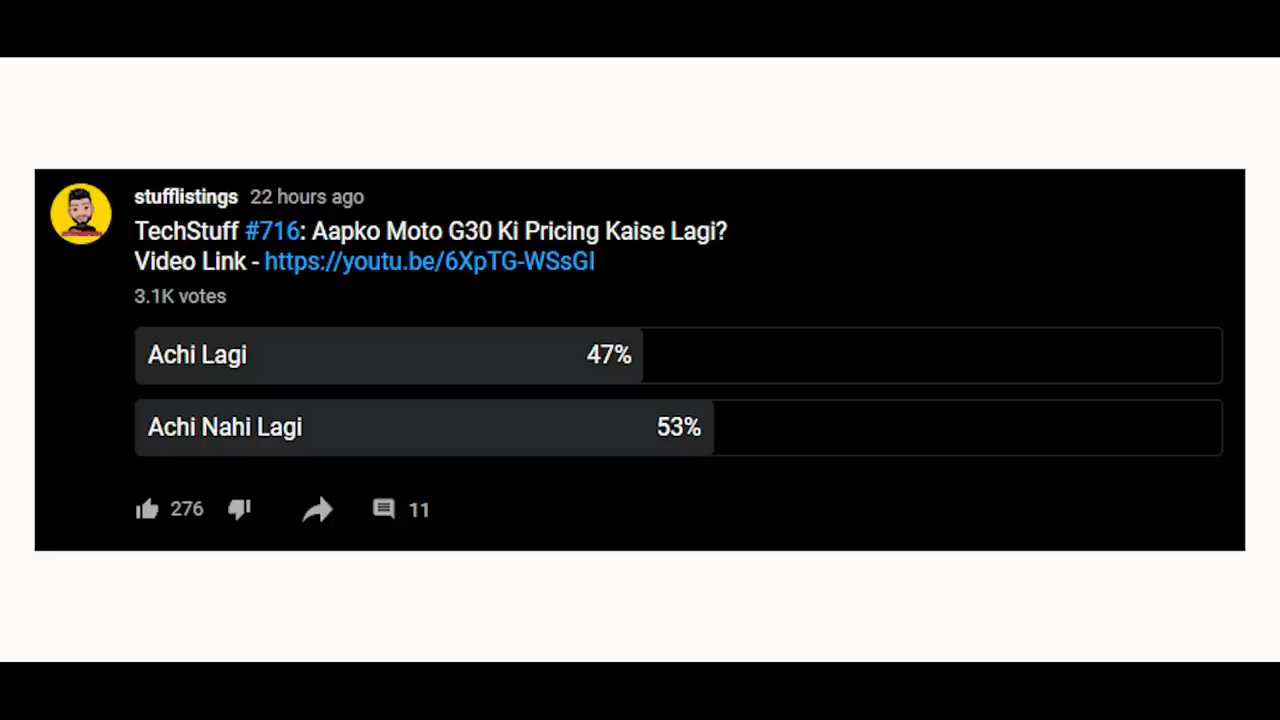 stufflistings 22 hours ago
TechStuff #716: Aapko Moto G30 Ki Pricing Kaise Lagi?
Video Link - https://youtu.be/6XpTG-WSsGI
3.1K votes
Achi Lagi 47%
Achi Nahi Lagi 53%
276 11